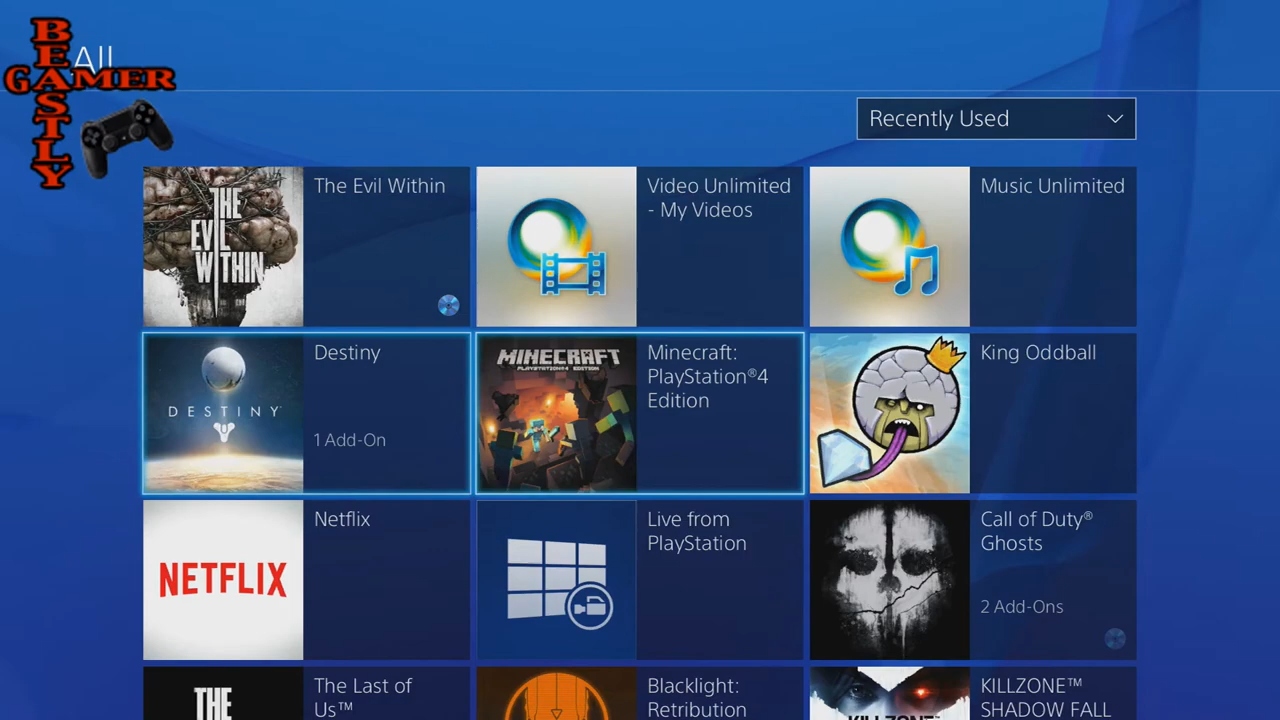 BEASTLY
GAMER
All
Recently Used
THE
EVIL
WITHIN
The Evil Within
Video Unlimited
- My Videos
Music Unlimited
DESTINY
Destiny
1 Add-On
MINECRAFT
PLAYSTATION®4 EDITION
Minecraft:
PlayStation®4
Edition
King Oddball
NETFLIX
Netflix
Live from
PlayStation
Call of Duty®
Ghosts
2 Add-Ons
THE
The Last of
Us™
Blacklight:
Retribution
KILLZONE
KILLZONE™
SHADOW FALL